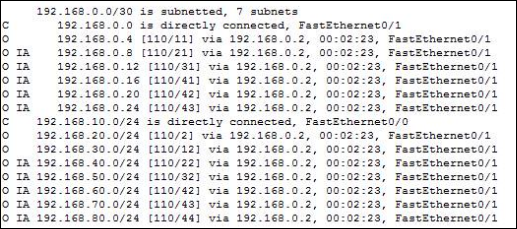 192.168.0.0/30 is subnetted, 7 subnets
C 192.168.0.0 is directly connected, FastEthernet0/1
O 192.168.0.4 [110/11] via 192.168.0.2, 00:02:23, FastEthernet0/1
O IA 192.168.0.8 [110/21] via 192.168.0.2, 00:02:23, FastEthernet0/1
O IA 192.168.0.12 [110/31] via 192.168.0.2, 00:02:23, FastEthernet0/1
O IA 192.168.0.16 [110/41] via 192.168.0.2, 00:02:23, FastEthernet0/1
O IA 192.168.0.20 [110/42] via 192.168.0.2, 00:02:23, FastEthernet0/1
O IA 192.168.0.24 [110/43] via 192.168.0.2, 00:02:23, FastEthernet0/1
C 192.168.10.0/24 is directly connected, FastEthernet0/0
O 192.168.20.0/24 [110/2] via 192.168.0.2, 00:02:23, FastEthernet0/1
O 192.168.30.0/24 [110/12] via 192.168.0.2, 00:02:23, FastEthernet0/1
O IA 192.168.40.0/24 [110/22] via 192.168.0.2, 00:02:23, FastEthernet0/1
O IA 192.168.50.0/24 [110/32] via 192.168.0.2, 00:02:23, FastEthernet0/1
O IA 192.168.60.0/24 [110/42] via 192.168.0.2, 00:02:23, FastEthernet0/1
O IA 192.168.70.0/24 [110/43] via 192.168.0.2, 00:02:23, FastEthernet0/1
O IA 192.168.80.0/24 [110/44] via 192.168.0.2, 00:02:23, FastEthernet0/1